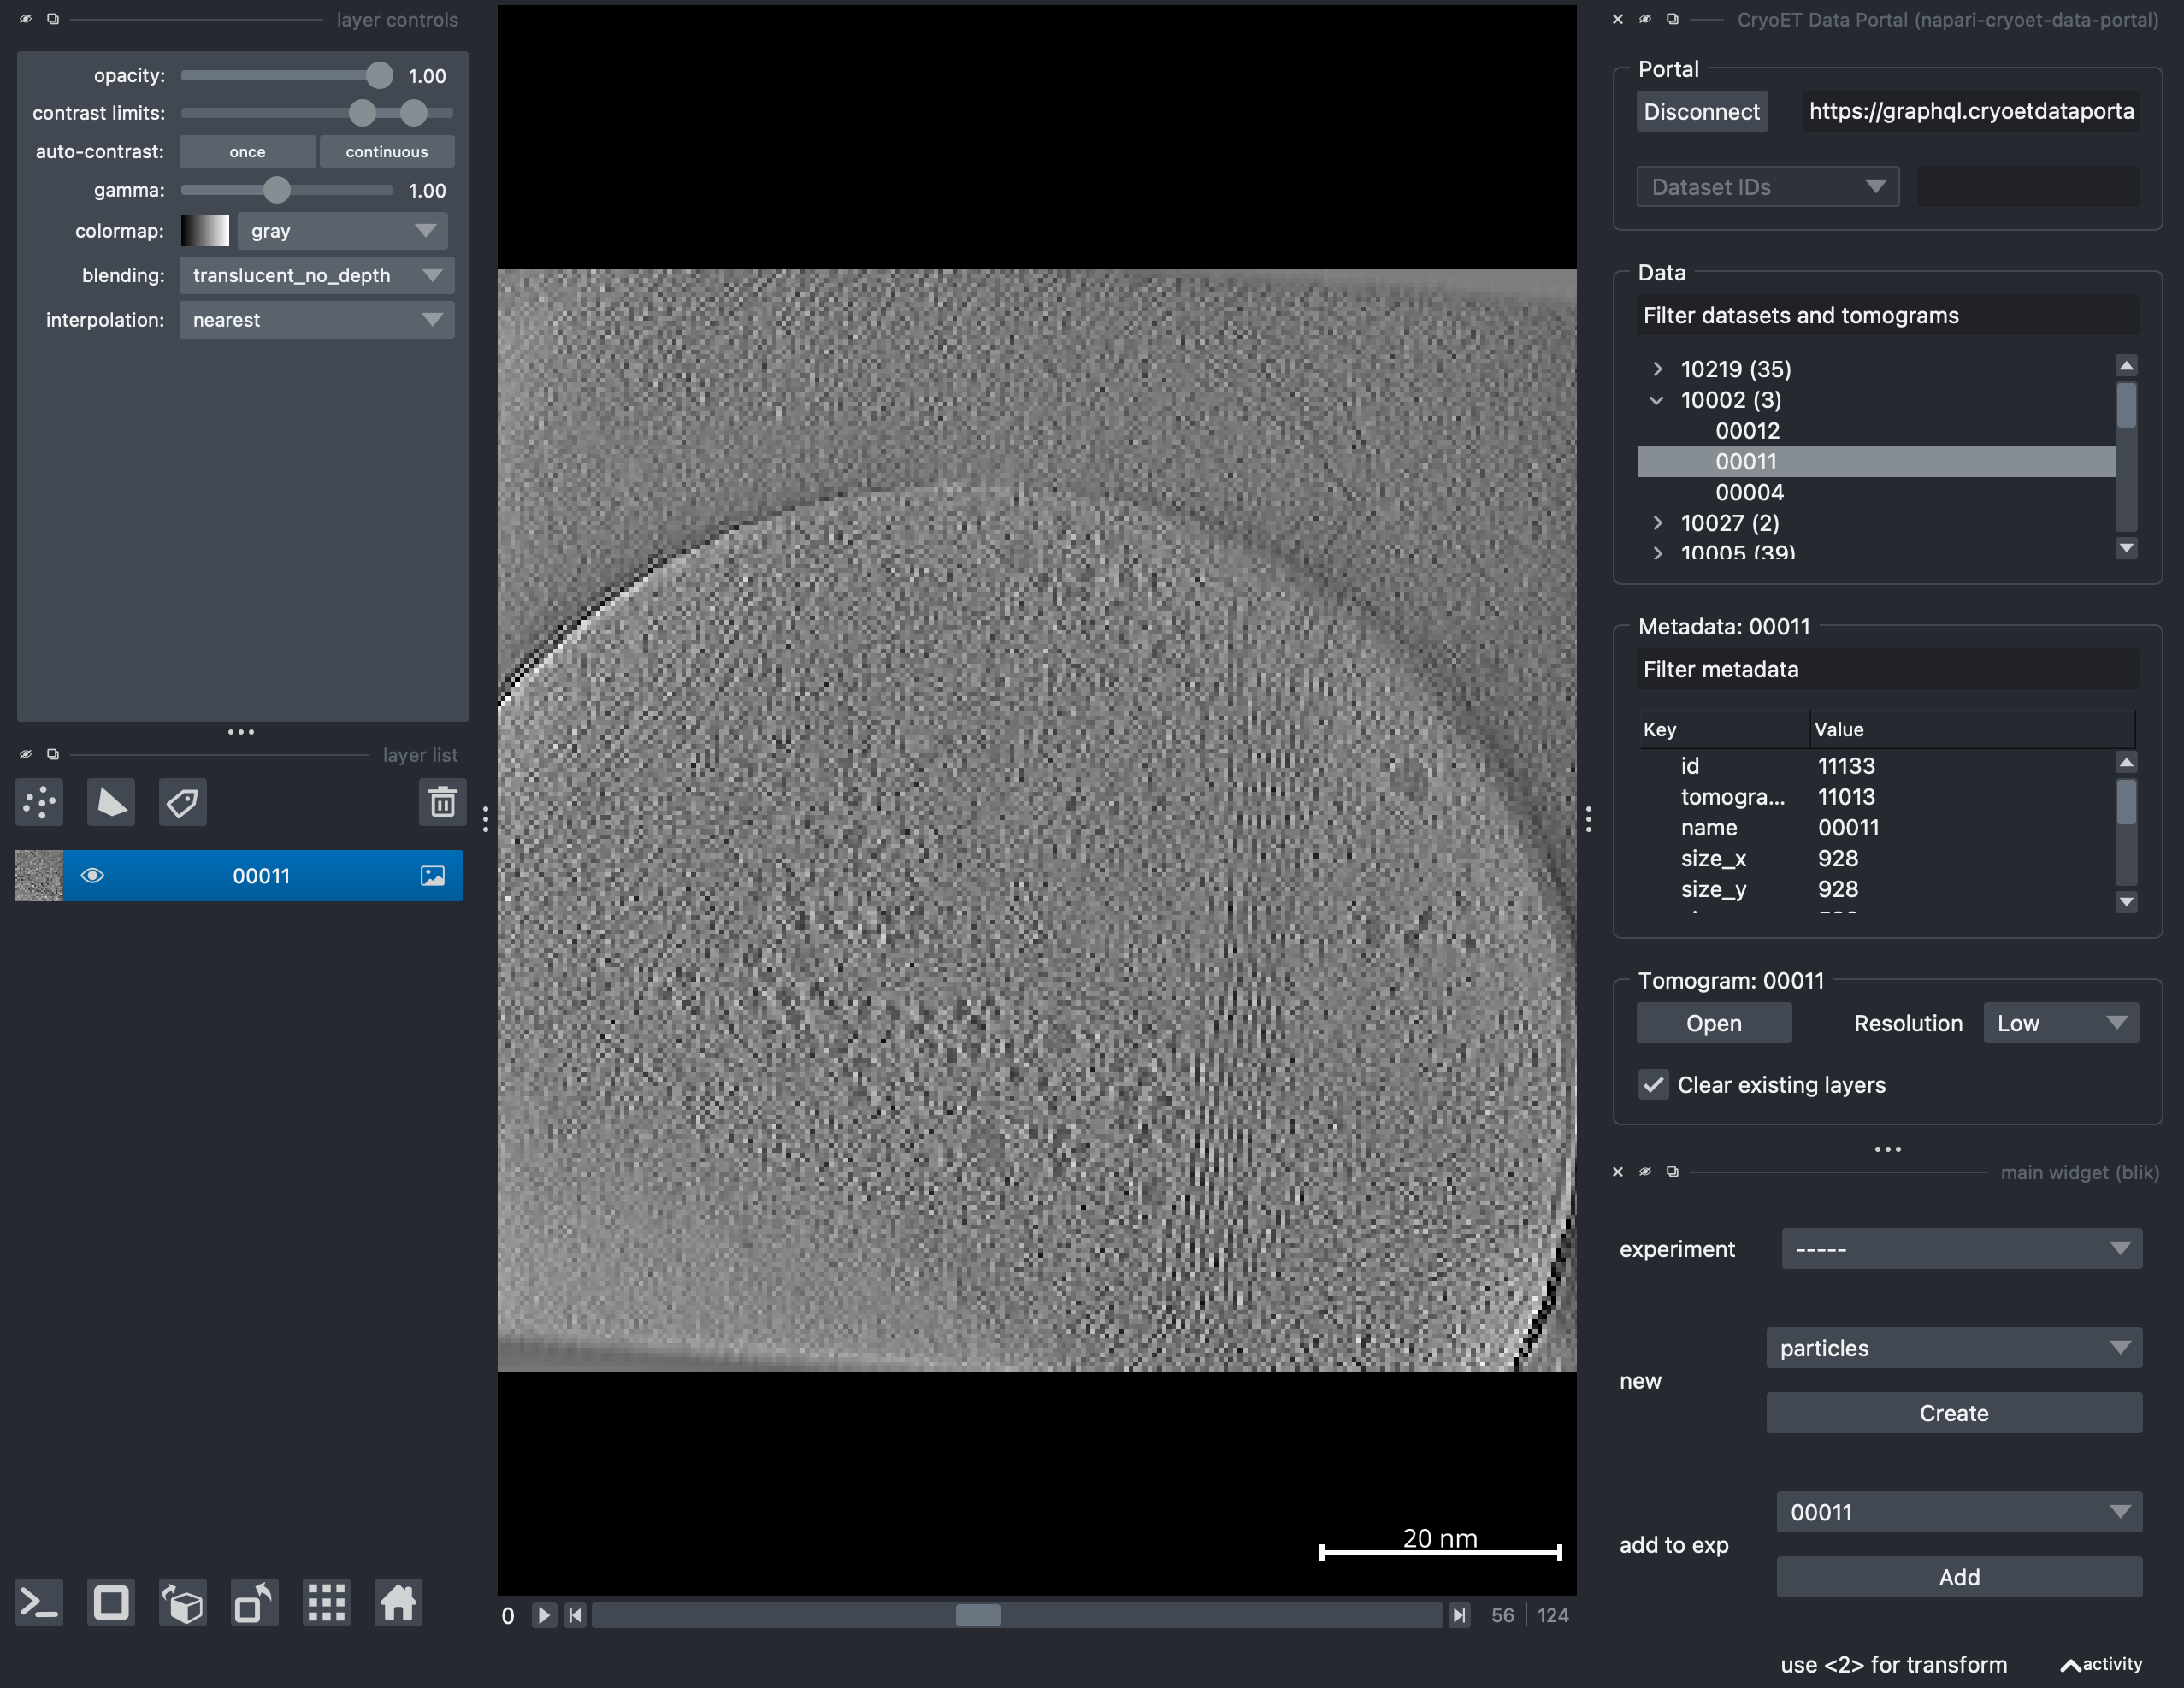 layer controls
opacity: 1.00
contrast limits:
auto-contrast: once continuous
gamma: 1.00
colormap: gray
blending: translucent_no_depth
interpolation: nearest
layer list
00011
20 nm
0 56 124
CryoET Data Portal (napari-cryoet-data-portal)
Portal
Disconnect https://graphql.cryoetdataporta
Dataset IDs
Data
Filter datasets and tomograms
10219 (35)
10002 (3)
00012
00011
00004
10027 (2)
10005 (39)
Metadata: 00011
Filter metadata
Key Value
id 11133
tomogra... 11013
name 00011
size_x 928
size_y 928
Tomogram: 00011
Open Resolution Low
Clear existing layers
main widget (blik)
experiment -----
particles
new
Create
00011
add to exp
Add
use <2> for transform activity